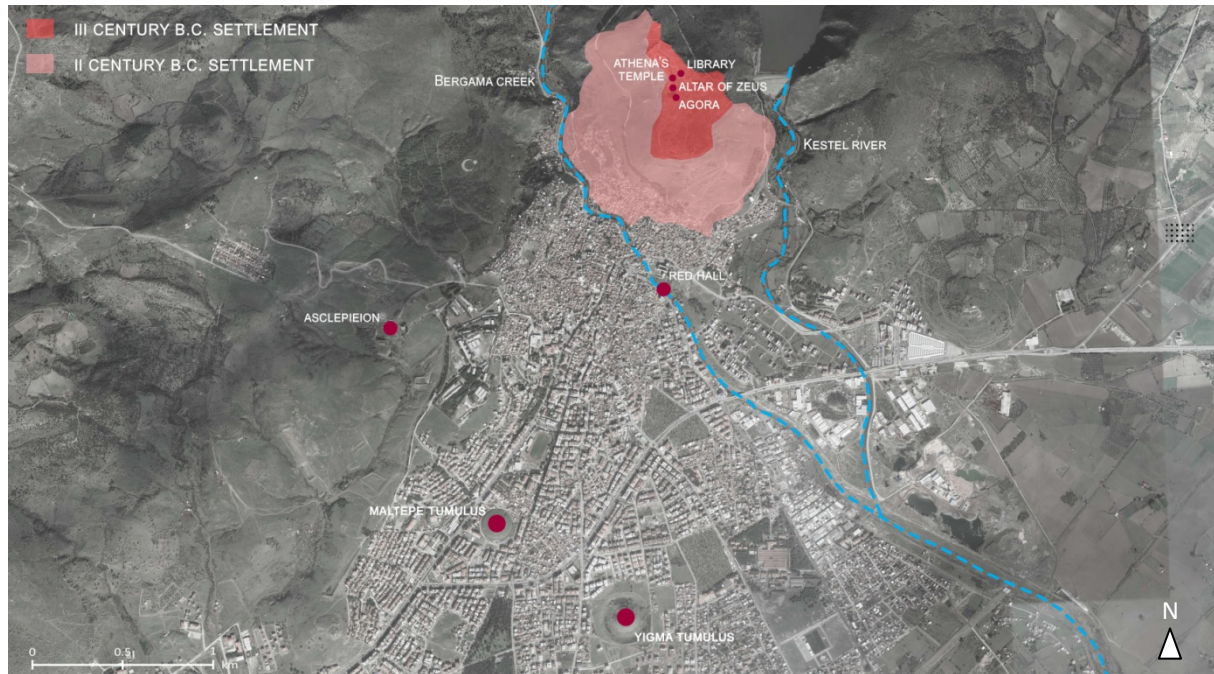 III CENTURY B.C. SETTLEMENT
II CENTURY B.C. SETTLEMENT
BERGAMA CREEK
ATHENA'S
TEMPLE
LIBRARY
ALTAR OF ZEUS
AGORA
KESTEL RIVER
RED HALL
ASCLEPIEION
MALTEPE TUMULUS
YIGMA TUMULUS
N
0 0.5 1
km